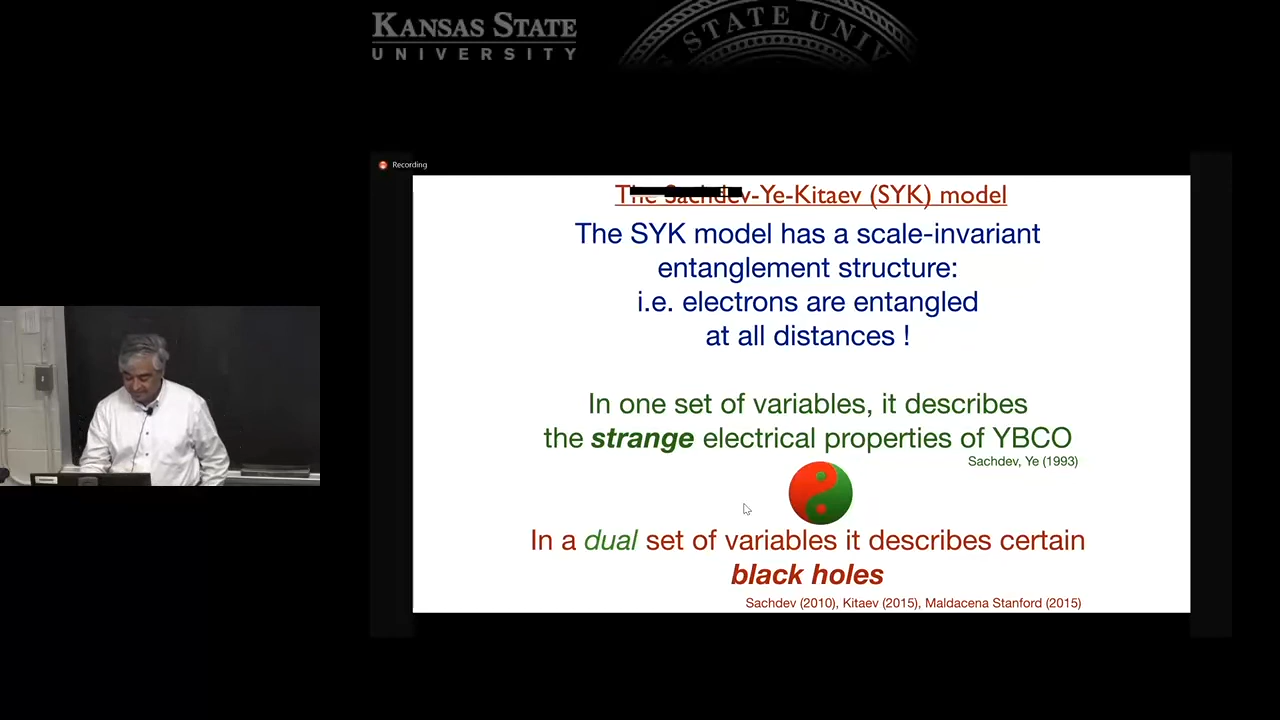 KANSAS STATE
UNIVERSITY
STATE UNIV
Recording
-Ye-Kitaev (SYK) model
The SYK model has a scale-invariant
entanglement structure:
i.e. electrons are entangled
at all distances !
In one set of variables, it describes
the strange electrical properties of YBCO
Sachdev, Ye (1993)
In a dual set of variables it describes certain
black holes
Sachdev (2010), Kitaev (2015), Maldacena Stanford (2015)